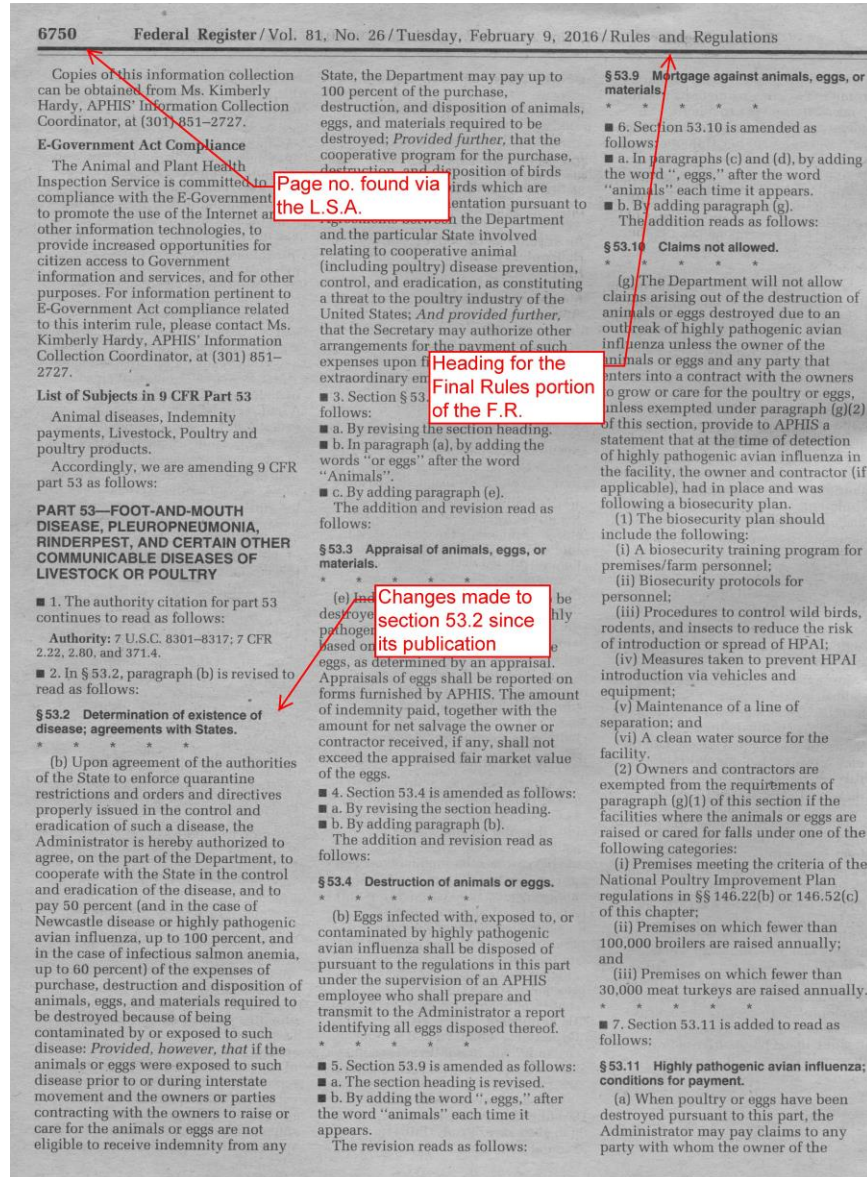 6750 Federal Register / Vol. 81, No. 26 / Tuesday, February 9, 2016 / Rules and Regulations
Copies of this information collection
can be obtained from Ms. Kimberly
Hardy, APHIS' Information Collection
Coordinator, at (301) 851–2727.
E-Government Act Compliance
The Animal and Plant Health
Inspection Service is committed to
compliance with the E-Government
to promote the use of the Internet
other information technologies, to
provide increased opportunities for
citizen access to Government
information and services, and for other
purposes. For information pertinent to
E-Government Act compliance related
to this interim rule, please contact Ms.
Kimberly Hardy, APHIS' Information
Collection Coordinator, at (301) 851–
2727.
List of Subjects in 9 CFR Part 53
Animal diseases, Indemnity
payments, Livestock, Poultry and
poultry products.
Accordingly, we are amending 9 CFR
part 53 as follows:
PART 53—FOOT-AND-MOUTH
DISEASE, PLEUROPNEUMONIA,
RINDERPEST, AND CERTAIN OTHER
COMMUNICABLE DISEASES OF
LIVESTOCK OR POULTRY
■ 1. The authority citation for part 53
continues to read as follows:
Authority: 7 U.S.C. 8301–8317; 7 CFR
2.22, 2.80, and 371.4.
■ 2. In § 53.2, paragraph (b) is revised to
read as follows:
§ 53.2 Determination of existence of
disease; agreements with States.
* * * * *
(b) Upon agreement of the authorities
of the State to enforce quarantine
restrictions and orders and directives
properly issued in the control and
eradication of such a disease, the
Administrator is hereby authorized to
agree, on the part of the Department, to
cooperate with the State in the control
and eradication of the disease, and to
pay 50 percent (and in the case of
Newcastle disease or highly pathogenic
avian influenza, up to 100 percent, and
in the case of infectious salmon anemia,
up to 60 percent) of the expenses of
purchase, destruction and disposition of
animals, eggs, and materials required to
be destroyed because of being
contaminated by or exposed to such
disease: Provided, however, that if the
animals or eggs were exposed to such
disease prior to or during interstate
movement and the owners or parties
contracting with the owners to raise or
care for the animals or eggs are not
eligible to receive indemnity from any
State, the Department may pay up to
100 percent of the purchase,
destruction, and disposition of animals,
eggs, and materials required to be
destroyed; Provided further, that the
cooperative program for the purchase,
destruction, and disposition of birds
birds which are
pursuant to
Agreements between the Department
and the particular State involved
relating to cooperative animal
(including poultry) disease prevention,
control, and eradication, as constituting
a threat to the poultry industry of the
United States; And provided further,
that the Secretary may authorize other
arrangements for the payment of such
expenses upon
extraordinary
■ 3. Section § 53.
follows:
■ a. By revising the section heading.
■ b. In paragraph (a), by adding the
words "or eggs" after the word
"Animals".
■ c. By adding paragraph (e).
The addition and revision read as
follows:
§ 53.3 Appraisal of animals, eggs, or
materials.
* * * * *
(e) be
based on
eggs, as determined by an appraisal.
Appraisals of eggs shall be reported on
forms furnished by APHIS. The amount
of indemnity paid, together with the
amount for net salvage the owner or
contractor received, if any, shall not
exceed the appraised fair market value
of the eggs.
■ 4. Section 53.4 is amended as follows:
■ a. By revising the section heading.
■ b. By adding paragraph (b).
The addition and revision read as
follows:
§ 53.4 Destruction of animals or eggs.
* * * * *
(b) Eggs infected with, exposed to, or
contaminated by highly pathogenic
avian influenza shall be disposed of
pursuant to the regulations in this part
under the supervision of an APHIS
employee who shall prepare and
transmit to the Administrator a report
identifying all eggs disposed thereof.
* * * * *
■ 5. Section 53.9 is amended as follows:
■ a. The section heading is revised.
■ b. By adding the word ", eggs," after
the word "animals" each time it
appears.
The revision reads as follows:
§ 53.9 Mortgage against animals, eggs, or
materials.
* * * * *
■ 6. Section 53.10 is amended as
follows:
■ a. In paragraphs (c) and (d), by adding
the word ", eggs," after the word
"animals" each time it appears.
■ b. By adding paragraph (g).
The addition reads as follows:
§ 53.10 Claims not allowed.
* * * * *
(g) The Department will not allow
claims arising out of the destruction of
animals or eggs destroyed due to an
outbreak of highly pathogenic avian
influenza unless the owner of the
animals or eggs and any party that
enters into a contract with the owners
to grow or care for the poultry or eggs,
unless exempted under paragraph (g)(2)
of this section, provide to APHIS a
statement that at the time of detection
of highly pathogenic avian influenza in
the facility, the owner and contractor (if
applicable), had in place and was
following a biosecurity plan.
(1) The biosecurity plan should
include the following:
(i) A biosecurity training program for
premises/farm personnel;
(ii) Biosecurity protocols for
personnel;
(iii) Procedures to control wild birds,
rodents, and insects to reduce the risk
of introduction or spread of HPAI;
(iv) Measures taken to prevent HPAI
introduction via vehicles and
equipment;
(v) Maintenance of a line of
separation; and
(vi) A clean water source for the
facility.
(2) Owners and contractors are
exempted from the requirements of
paragraph (g)(1) of this section if the
facilities where the animals or eggs are
raised or cared for falls under one of the
following categories:
(i) Premises meeting the criteria of the
National Poultry Improvement Plan
regulations in §§ 146.22(b) or 146.52(c)
of this chapter;
(ii) Premises on which fewer than
100,000 broilers are raised annually;
and
(iii) Premises on which fewer than
30,000 meat turkeys are raised annually.
* * * * *
■ 7. Section 53.11 is added to read as
follows:
§ 53.11 Highly pathogenic avian influenza;
conditions for payment.
(a) When poultry or eggs have been
destroyed pursuant to this part, the
Administrator may pay claims to any
party with whom the owner of the
Page no. found via
the L.S.A.
Heading for the
Final Rules portion
of the F.R.
Changes made to
section 53.2 since
its publication